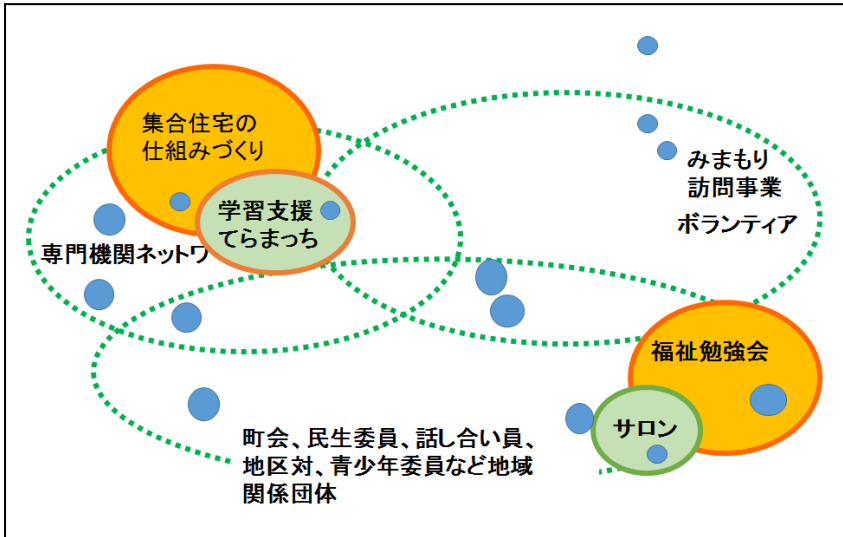 集合住宅の
仕組みづくり
学習支援
てらまっち
専門機関ネットワ
みまもり
訪問事業
ボランティア
福祉勉強会
サロン
町会、民生委員、話し合い員、
地区対、青少年委員など地域
関係団体